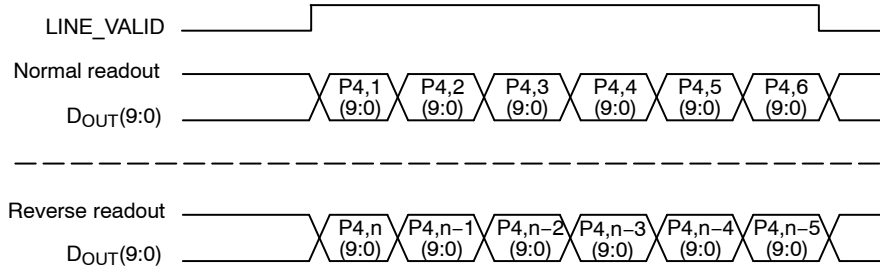 LINE_VALID
Normal readout
P4,1 P4,2 P4,3 P4,4 P4,5 P4,6
(9:0) (9:0) (9:0) (9:0) (9:0) (9:0)
DOUT(9:0)
Reverse readout
P4,n P4,n−1 P4,n−2 P4,n−3 P4,n−4 P4,n−5
(9:0) (9:0) (9:0) (9:0) (9:0) (9:0)
DOUT(9:0)